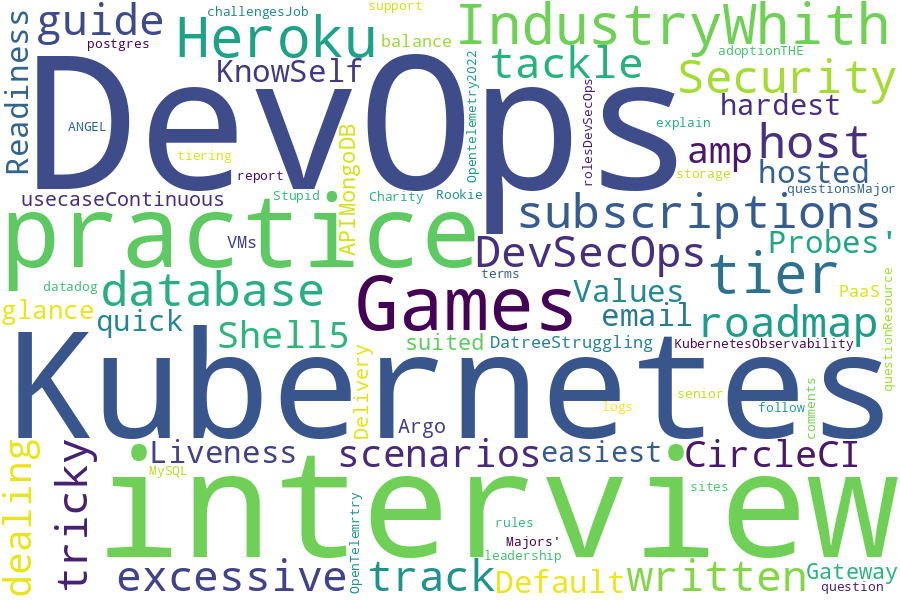 challengesJob
support
guide
Heroku
IndustryWhith
postgres
balance
adoptionTHE
KnowSelf
tackle
Security
Readiness
DevOps
Opentelemetry2022
rolesDevSecOps
hardest
ANGEL
explain
host
tiering
APIMongoDB
amp
report
storage
hosted
usecaseContinuous
Stupid
Charity
Rookie
questionsMajor
practice
subscriptions
VMs
DevSecOps
Probes'
terms
tier
datadog
database
Games
Values
PaaS
glance
quick
email
roadmap
questionResource
Shell5
suited
DatreeStruggling
KubernetesObservability
Kubernetes
Delivery
senior
logs
follow
comments
Argo
dealing
tricky
Liveness
scenarios
easiest
CircleCI
MySQL
interview
sites
OpenTelemrtry
rules
Majors'
leadership
excessive
track
Default
written
Gateway
question